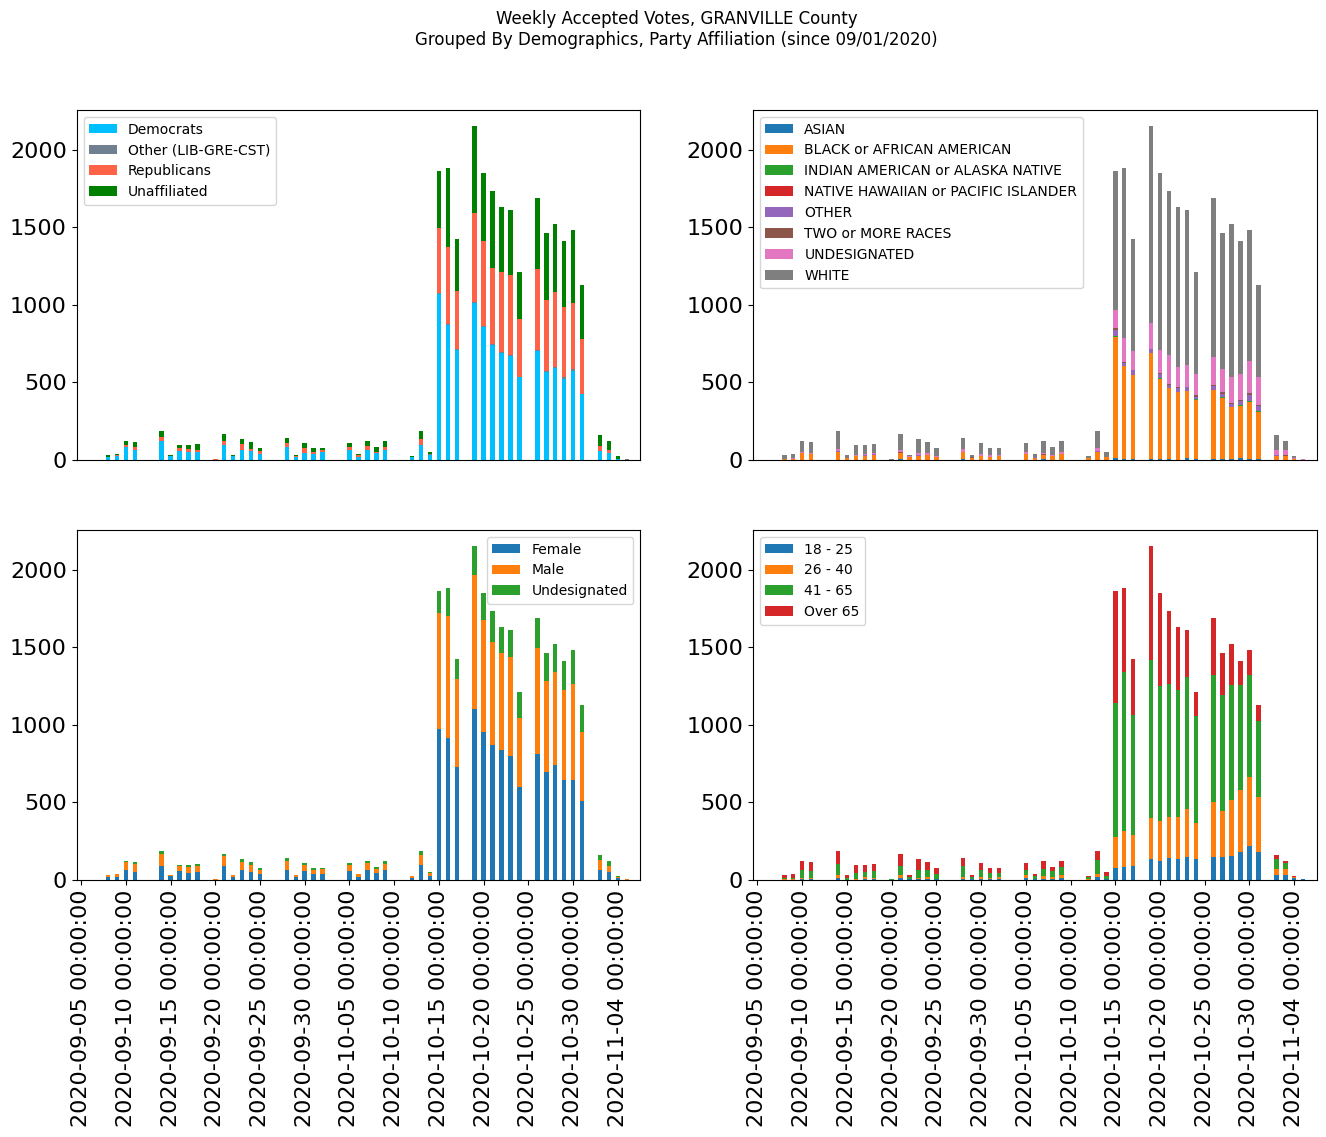 Weekly Accepted Votes, GRANVILLE County
Grouped By Demographics, Party Affiliation (since 09/01/2020)
2000
1500
1000
500
0
Democrats
Other (LIB-GRE-CST)
Republicans
Unaffiliated
2000
1500
1000
500
0
ASIAN
BLACK or AFRICAN AMERICAN
INDIAN AMERICAN or ALASKA NATIVE
NATIVE HAWAIIAN or PACIFIC ISLANDER
OTHER
TWO or MORE RACES
UNDESIGNATED
WHITE
2000
1500
1000
500
0
Female
Male
Undesignated
2020-09-05 00:00:00
2020-09-10 00:00:00
2020-09-15 00:00:00
2020-09-20 00:00:00
2020-09-25 00:00:00
2020-09-30 00:00:00
2020-10-05 00:00:00
2020-10-10 00:00:00
2020-10-15 00:00:00
2020-10-20 00:00:00
2020-10-25 00:00:00
2020-10-30 00:00:00
2020-11-04 00:00:00
2000
1500
1000
500
0
18 - 25
26 - 40
41 - 65
Over 65
2020-09-05 00:00:00
2020-09-10 00:00:00
2020-09-15 00:00:00
2020-09-20 00:00:00
2020-09-25 00:00:00
2020-09-30 00:00:00
2020-10-05 00:00:00
2020-10-10 00:00:00
2020-10-15 00:00:00
2020-10-20 00:00:00
2020-10-25 00:00:00
2020-10-30 00:00:00
2020-11-04 00:00:00